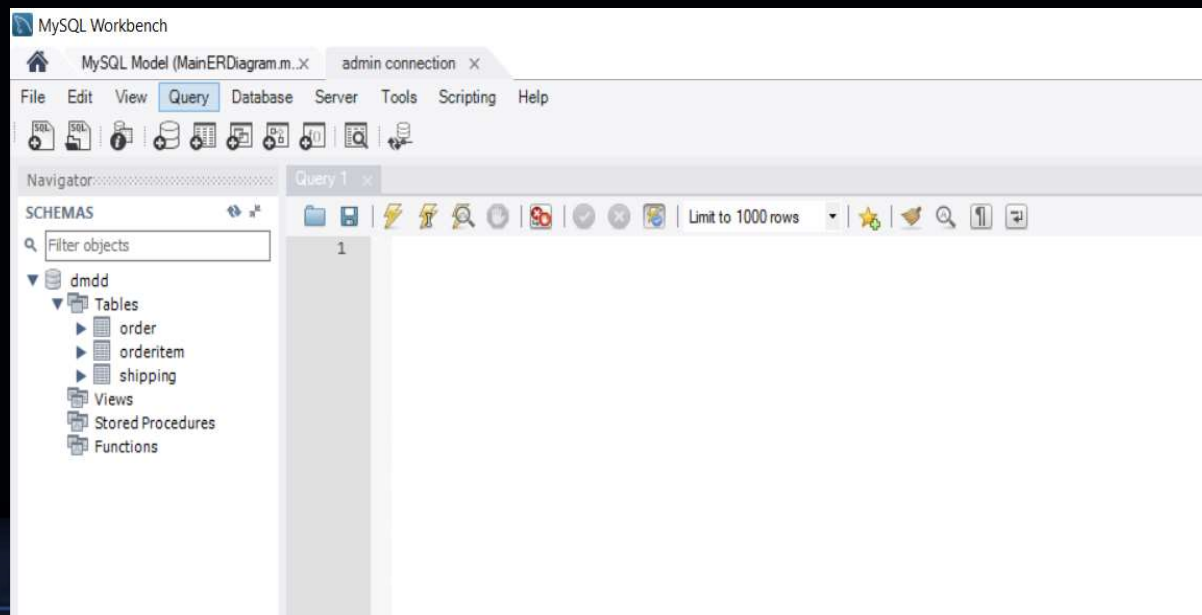 MySQL Workbench
MySQL Model (MainERDiagram.m..× admin connection ×
File Edit View Query Database Server Tools Scripting Help
Navigator Query 1 ×
SCHEMAS Limit to 1000 rows
Filter objects 1
dmdd
Tables
order
orderitem
shipping
Views
Stored Procedures
Functions